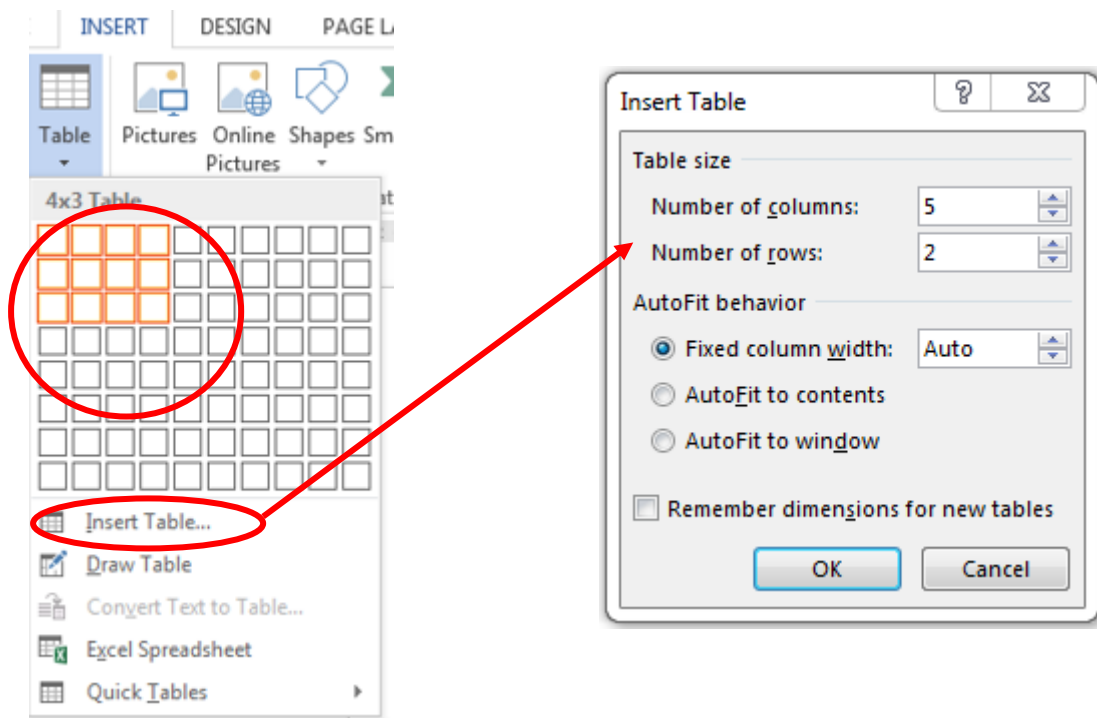 INSERT DESIGN PAGE LA
Table Pictures Online Pictures Shapes Sm
4x3 Table
Insert Table...
Draw Table
Convert Text to Table...
Excel Spreadsheet
Quick Tables
Insert Table
Table size
Number of columns: 5
Number of rows: 2
AutoFit behavior
Fixed column width: Auto
AutoFit to contents
AutoFit to window
Remember dimensions for new tables
OK Cancel